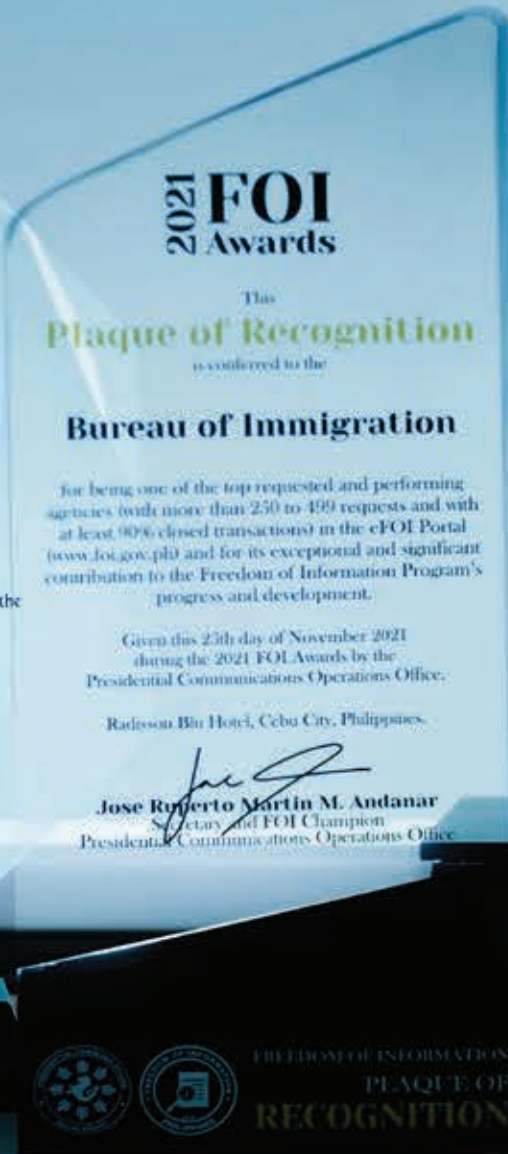 2021 FOI
Awards
This
Plaque of Recognition
is conferred to the
Bureau of Immigration
for being one of the top requested and performing
agencies (with more than 250 to 499 requests and with
at least 90% closed transactions) in the eFOI Portal
(www.foi.gov.ph) and for its exceptional and significant
contribution to the Freedom of Information Program's
progress and development.
the
Given this 25th day of November 2021
during the 2021 FOI Awards by the
Presidential Communications Operations Office.
Radisson Blu Hotel, Cebu City, Philippines.
Jose Ruperto Martin M. Andanar
Secretary and FOI Champion
Presidential Communications Operations Office
FREEDOM OF INFORMATION
PLAQUE OF
RECOGNITION